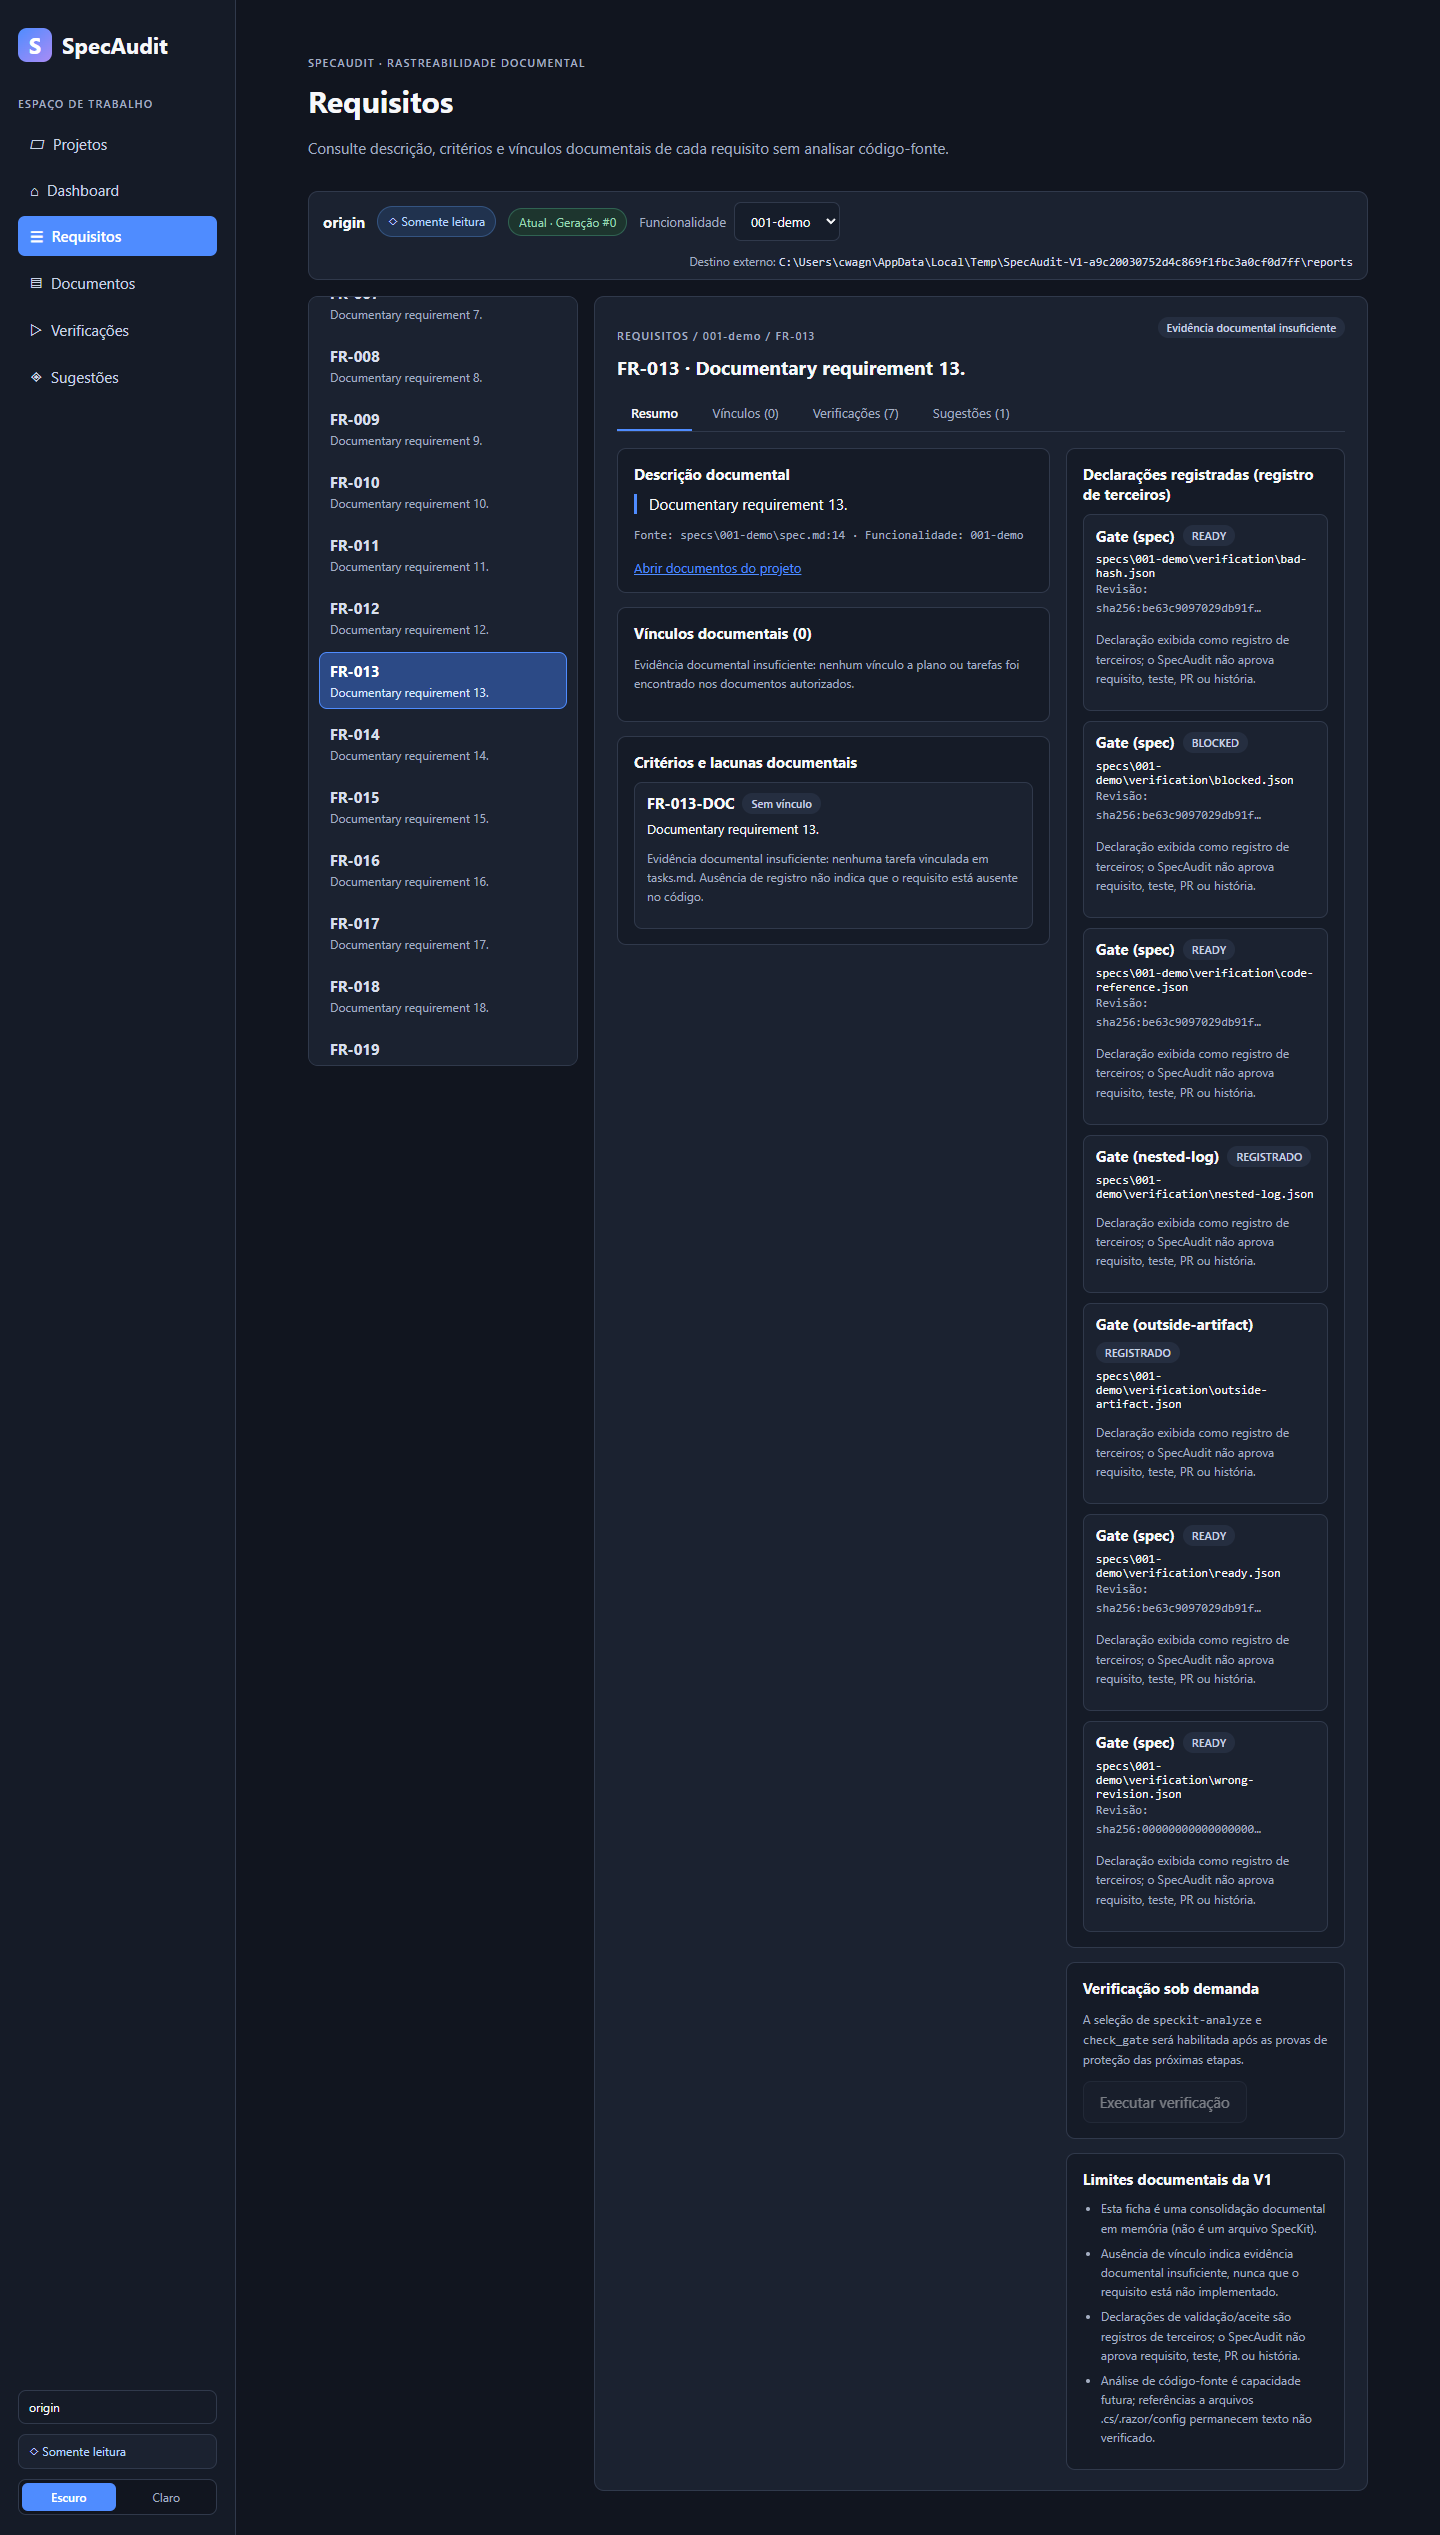 S SpecAudit
ESPAÇO DE TRABALHO
Projetos
Dashboard
Requisitos
Documentos
Verificações
Sugestões
origin
Somente leitura
Escuro Claro
SPECAUDIT · RASTREABILIDADE DOCUMENTAL
Requisitos
Consulte descrição, critérios e vínculos documentais de cada requisito sem analisar código-fonte.
origin Somente leitura Atual · Geração #0 Funcionalidade 001-demo
Destino externo: C:\Users\cwagn\AppData\Local\Temp\SpecAudit-V1-a9c20030752d4c869f1fbc3a0cf0d7ff\reports
Documentary requirement 7.
FR-008
Documentary requirement 8.
FR-009
Documentary requirement 9.
FR-010
Documentary requirement 10.
FR-011
Documentary requirement 11.
FR-012
Documentary requirement 12.
FR-013
Documentary requirement 13.
FR-014
Documentary requirement 14.
FR-015
Documentary requirement 15.
FR-016
Documentary requirement 16.
FR-017
Documentary requirement 17.
FR-018
Documentary requirement 18.
FR-019
REQUISITOS / 001-demo / FR-013
Evidência documental insuficiente
FR-013 · Documentary requirement 13.
Resumo Vínculos (0) Verificações (7) Sugestões (1)
Descrição documental
Documentary requirement 13.
Fonte: specs\001-demo\spec.md:14 · Funcionalidade: 001-demo
Abrir documentos do projeto
Vínculos documentais (0)
Evidência documental insuficiente: nenhum vínculo a plano ou tarefas foi
encontrado nos documentos autorizados.
Critérios e lacunas documentais
FR-013-DOC Sem vínculo
Documentary requirement 13.
Evidência documental insuficiente: nenhuma tarefa vinculada em
tasks.md. Ausência de registro não indica que o requisito está ausente
no código.
Declarações registradas (registro
de terceiros)
Gate (spec) READY
specs\001-demo\verification\bad-
hash.json
Revisão:
sha256:be63c9097029db91f…
Declaração exibida como registro de
terceiros; o SpecAudit não aprova
requisito, teste, PR ou história.
Gate (spec) BLOCKED
specs\001-
demo\verification\blocked.json
Revisão:
sha256:be63c9097029db91f…
Declaração exibida como registro de
terceiros; o SpecAudit não aprova
requisito, teste, PR ou história.
Gate (spec) READY
specs\001-demo\verification\code-
reference.json
Revisão:
sha256:be63c9097029db91f…
Declaração exibida como registro de
terceiros; o SpecAudit não aprova
requisito, teste, PR ou história.
Gate (nested-log) REGISTRADO
specs\001-
demo\verification\nested-log.json
Declaração exibida como registro de
terceiros; o SpecAudit não aprova
requisito, teste, PR ou história.
Gate (outside-artifact)
REGISTRADO
specs\001-
demo\verification\outside-
artifact.json
Declaração exibida como registro de
terceiros; o SpecAudit não aprova
requisito, teste, PR ou história.
Gate (spec) READY
specs\001-
demo\verification\ready.json
Revisão:
sha256:be63c9097029db91f…
Declaração exibida como registro de
terceiros; o SpecAudit não aprova
requisito, teste, PR ou história.
Gate (spec) READY
specs\001-
demo\verification\wrong-
revision.json
Revisão:
sha256:00000000000000000…
Declaração exibida como registro de
terceiros; o SpecAudit não aprova
requisito, teste, PR ou história.
Verificação sob demanda
A seleção de speckit-analyze e
check_gate será habilitada após as provas de
proteção das próximas etapas.
Executar verificação
Limites documentais da V1
• Esta ficha é uma consolidação documental
em memória (não é um arquivo SpecKit).
• Ausência de vínculo indica evidência
documental insuficiente, nunca que o
requisito está não implementado.
• Declarações de validação/aceite são
registros de terceiros; o SpecAudit não
aprova requisito, teste, PR ou história.
• Análise de código-fonte é capacidade
futura; referências a arquivos
.cs/.razor/config permanecem texto não
verificado.